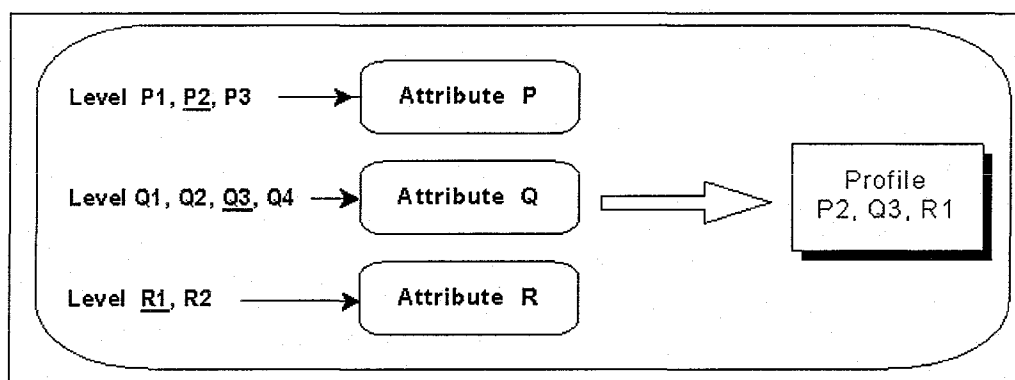 Level P1, P2, P3
Attribute P
Level Q1, Q2, Q3, Q4
Attribute Q
Profile
P2, Q3, R1
Level R1, R2
Attribute R